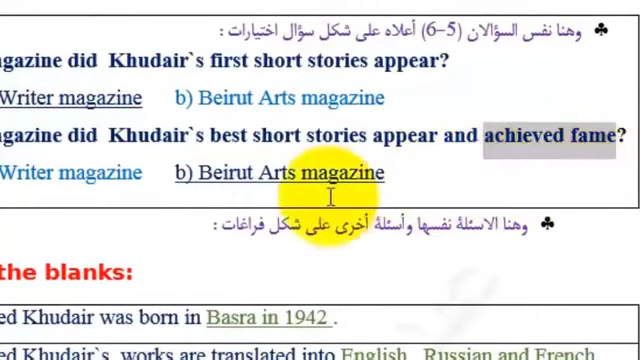 ♣ وهنا نفس السؤالان (5–6) أعلاه على شكل سؤال اختيارات :
agazine did Khudair`s first short stories appear?
Writer magazine b) Beirut Arts magazine
agazine did Khudair`s best short stories appear and achieved fame?
Writer magazine b) Beirut Arts magazine
♣ وهنا الاسئلة نفسها وأسئلة أخرى على شكل فراغات :
the blanks:
ed Khudair was born in Basra in 1942 .
ed Khudair`s, works are translated into English , Russian and French